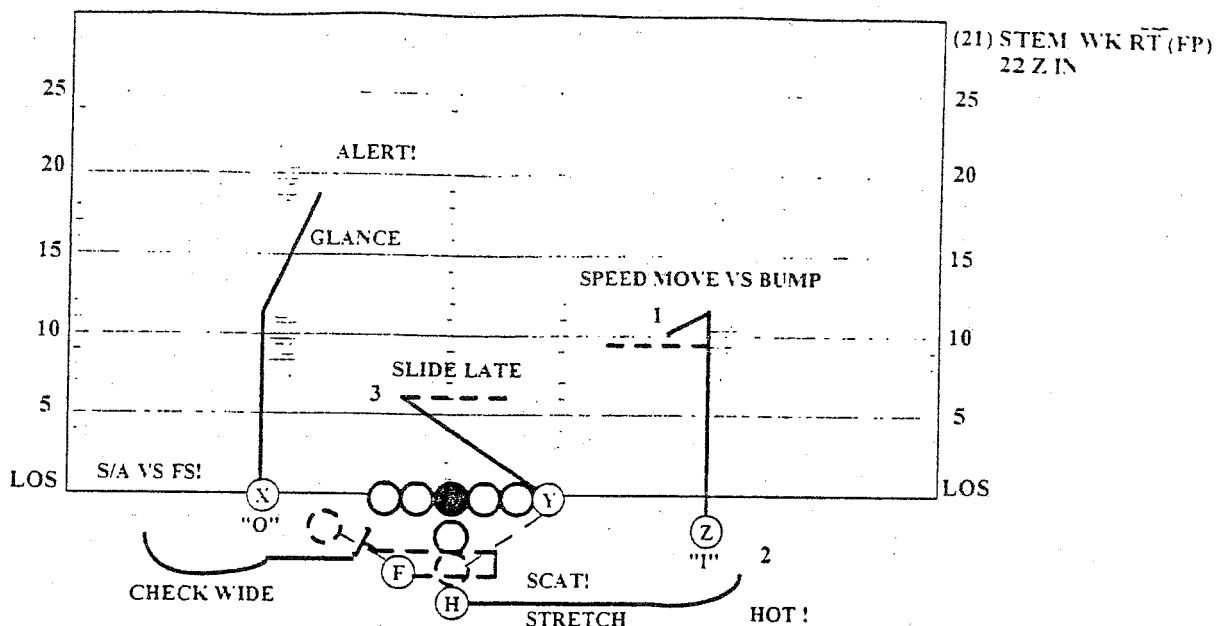 (21) STEM WK RT (FP)
22 Z IN
25
25
ALERT!
20
20
GLANCE
15
15
SPEED MOVE VS BUMP
1
10
10
SLIDE LATE
3
5
5
S/A VS FS!
LOS
LOS
X
Y
"O"
Z
"I"
2
F
CHECK WIDE
SCAT!
H
STRETCH
HOT !